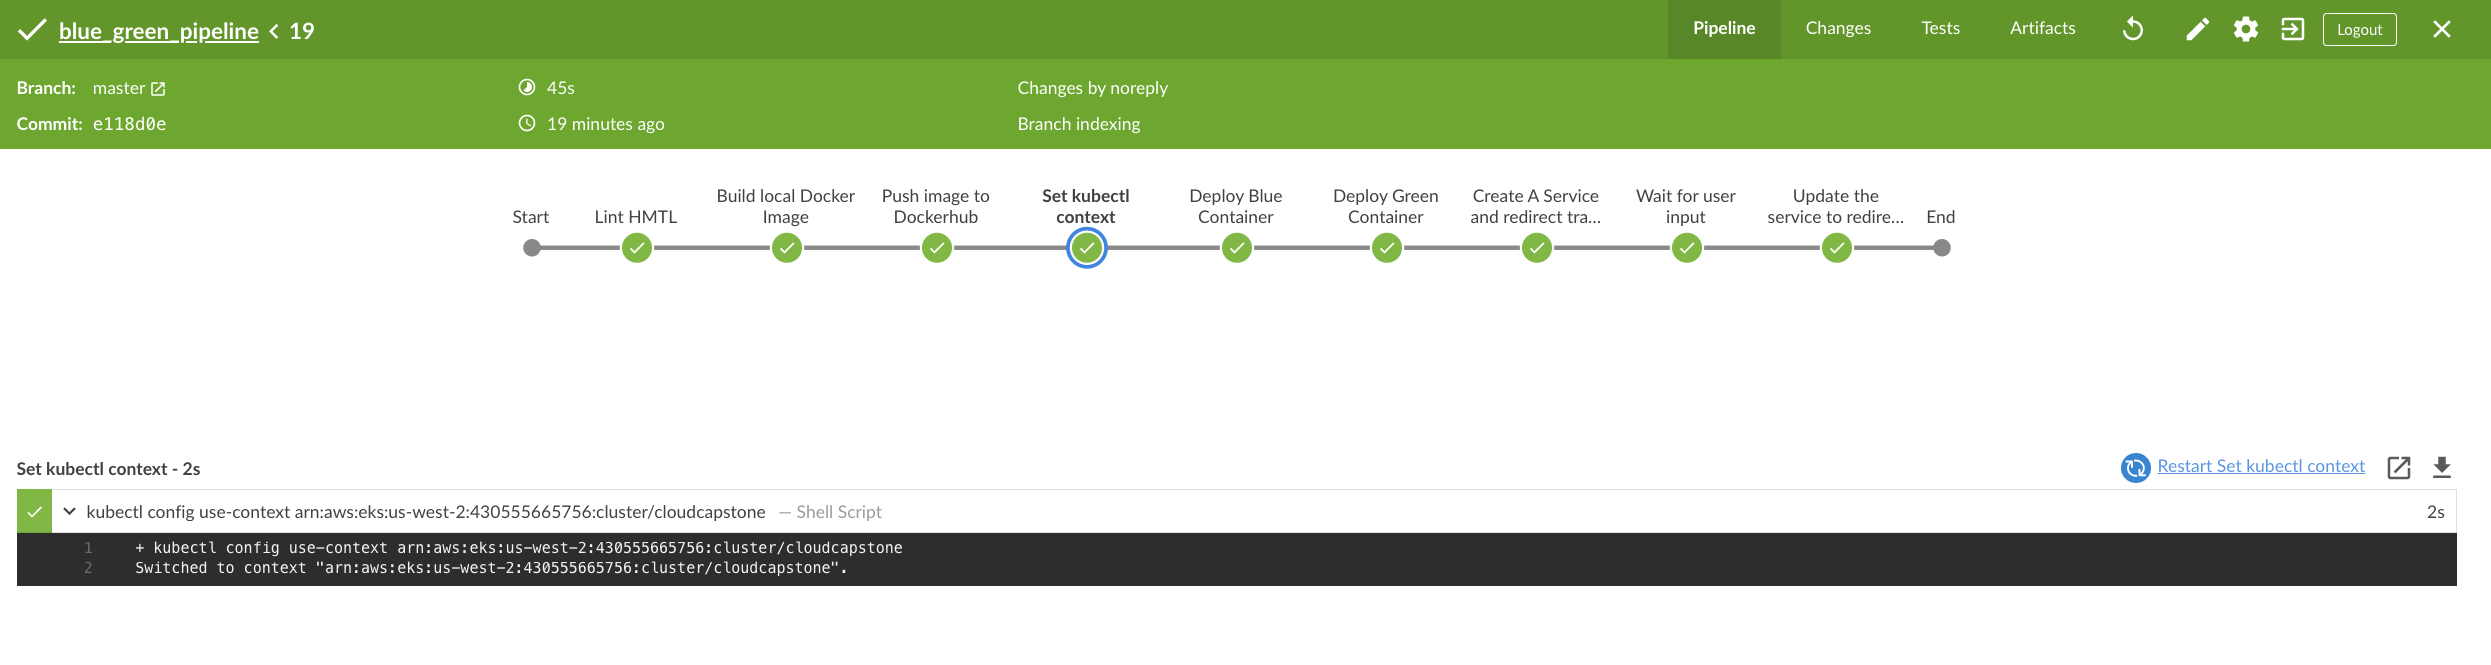 blue_green_pipeline < 19
Pipeline Changes Tests Artifacts Logout
Branch: master 45s Changes by noreply
Commit: e118d0e 19 minutes ago Branch indexing
Start
Lint HMTL
Build local Docker
Image
Push image to
Dockerhub
Set kubectl
context
Deploy Blue
Container
Deploy Green
Container
Create A Service
and redirect tra...
Wait for user
input
Update the
service to redire...
End
Set kubectl context - 2s
Restart Set kubectl context
kubectl config use-context arn:aws:eks:us-west-2:430555665756:cluster/cloudcapstone — Shell Script 2s
1 + kubectl config use-context arn:aws:eks:us-west-2:430555665756:cluster/cloudcapstone
2 Switched to context "arn:aws:eks:us-west-2:430555665756:cluster/cloudcapstone".